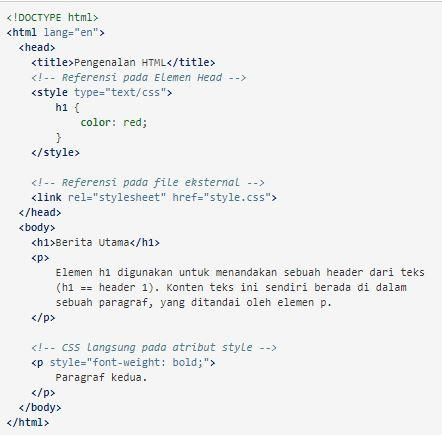 <!DOCTYPE html>
<html lang="en">
  <head>
    <title>Pengenalan HTML</title>
    <!-- Referensi pada Elemen Head -->
    <style type="text/css">
        h1 {
            color: red;
        }
    </style>

    <!-- Referensi pada file eksternal -->
    <link rel="stylesheet" href="style.css">
  </head>
  <body>
    <h1>Berita Utama</h1>
    <p>
        Elemen h1 digunakan untuk menandakan sebuah header dari teks
        (h1 == header 1). Konten teks ini sendiri berada di dalam
        sebuah paragraf, yang ditandai oleh elemen p.
    </p>

    <!-- CSS langsung pada atribut style -->
    <p style="font-weight: bold;">
        Paragraf kedua.
    </p>
  </body>
</html>